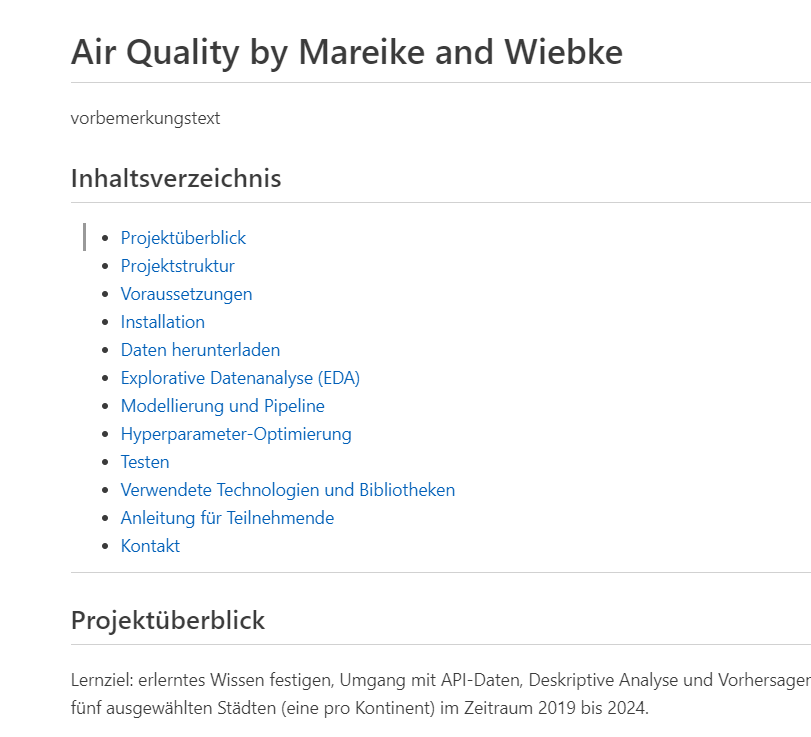 Air Quality by Mareike and Wiebke
vorbemerkungstext
Inhaltsverzeichnis
Projektüberblick
Projektstruktur
Voraussetzungen
Installation
Daten herunterladen
Explorative Datenanalyse (EDA)
Modellierung und Pipeline
Hyperparameter-Optimierung
Testen
Verwendete Technologien und Bibliotheken
Anleitung für Teilnehmende
Kontakt
Projektüberblick
Lernziel: erlerntes Wissen festigen, Umgang mit API-Daten, Deskriptive Analyse und Vorhersagen
fünf ausgewählten Städten (eine pro Kontinent) im Zeitraum 2019 bis 2024.